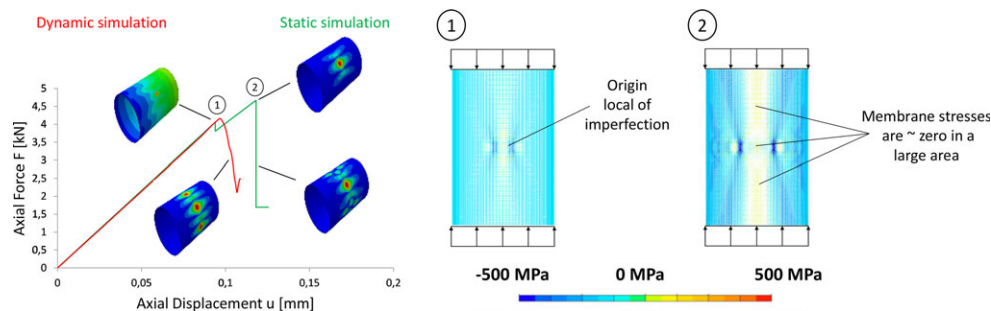 Dynamic simulation
Static simulation
Axial Force F [kN]
5
4,5
4
3,5
3
2,5
2
1,5
1
0,5
0
0
0,05
0,1
0,15
0,2
Axial Displacement u [mm]
1
2
1
Origin
local of
imperfection
2
Membrane stresses
are ~ zero in a
large area
-500 MPa
0 MPa
500 MPa